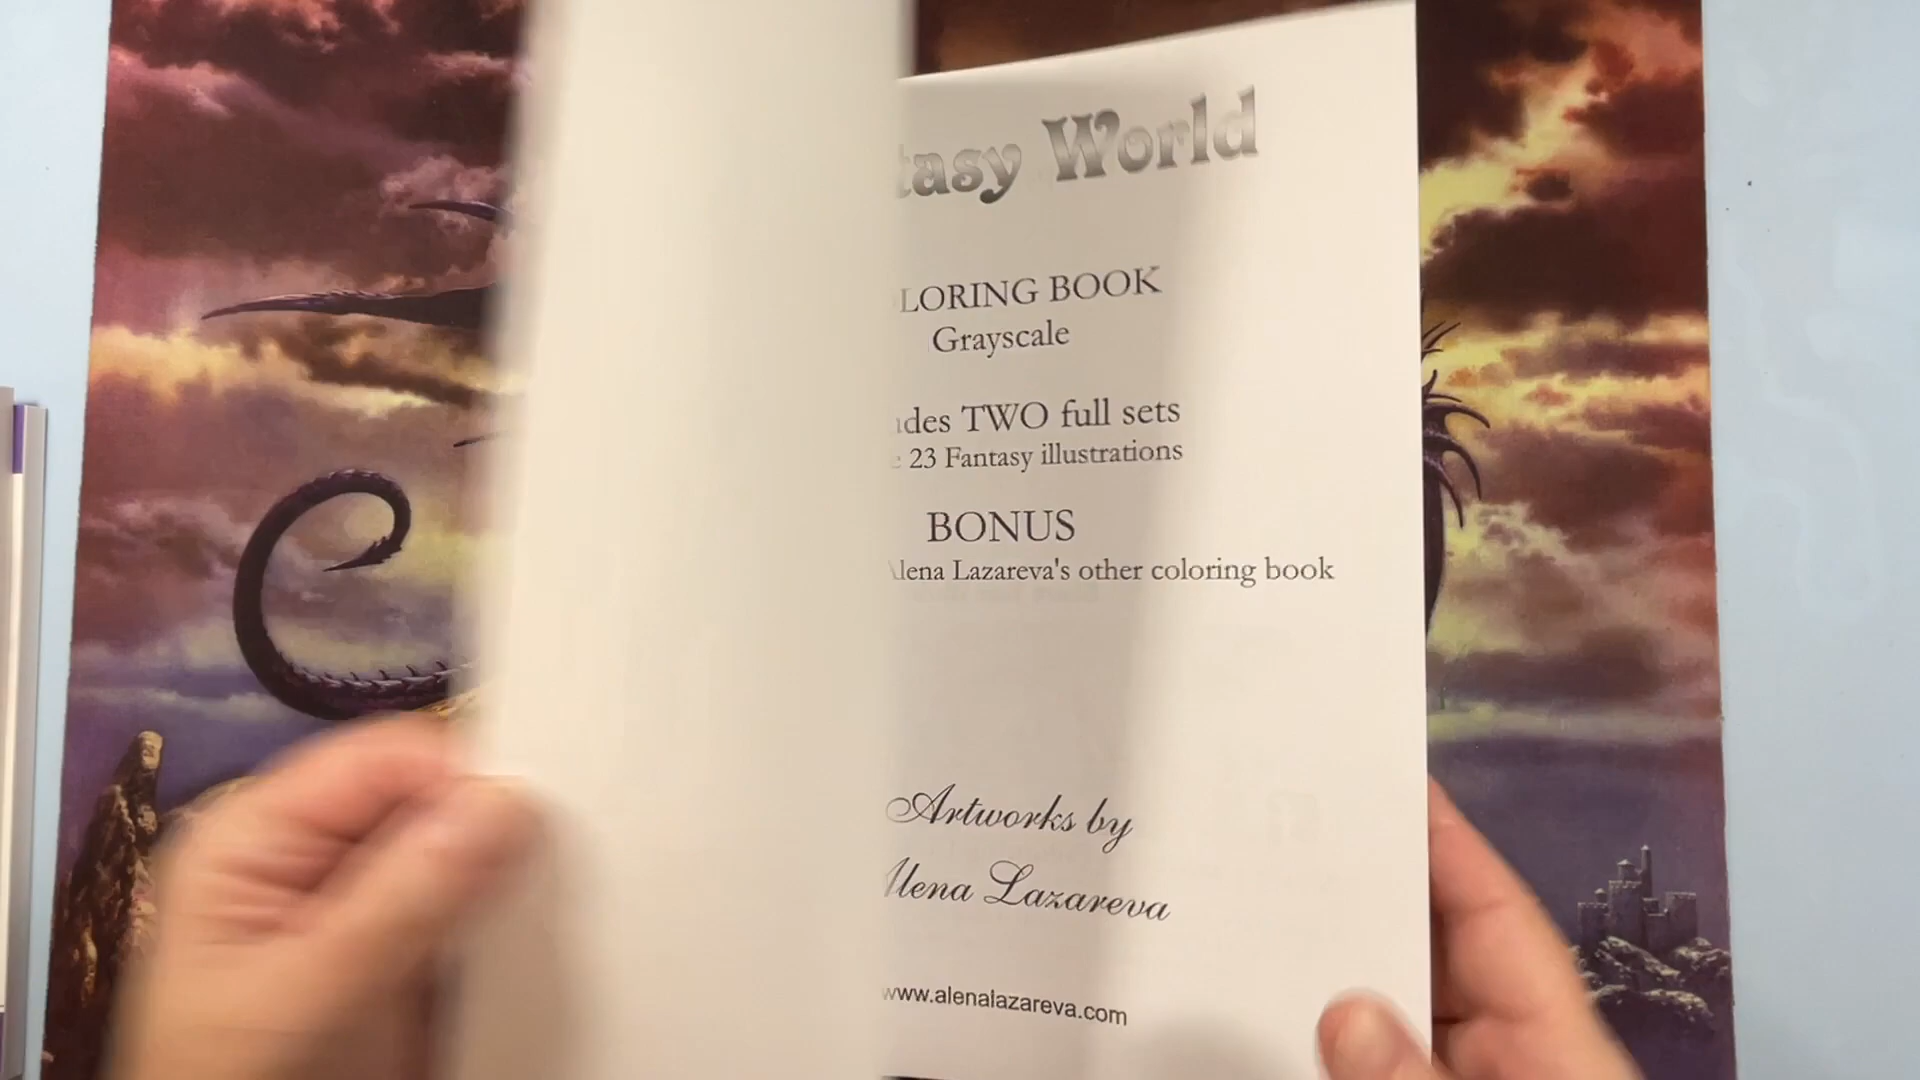 tasy World
LORING BOOK
Grayscale
des TWO full sets
23 Fantasy illustrations
BONUS
lena Lazareva's other coloring book
Artworks by
lena Lazareva
www.alenalazareva.com